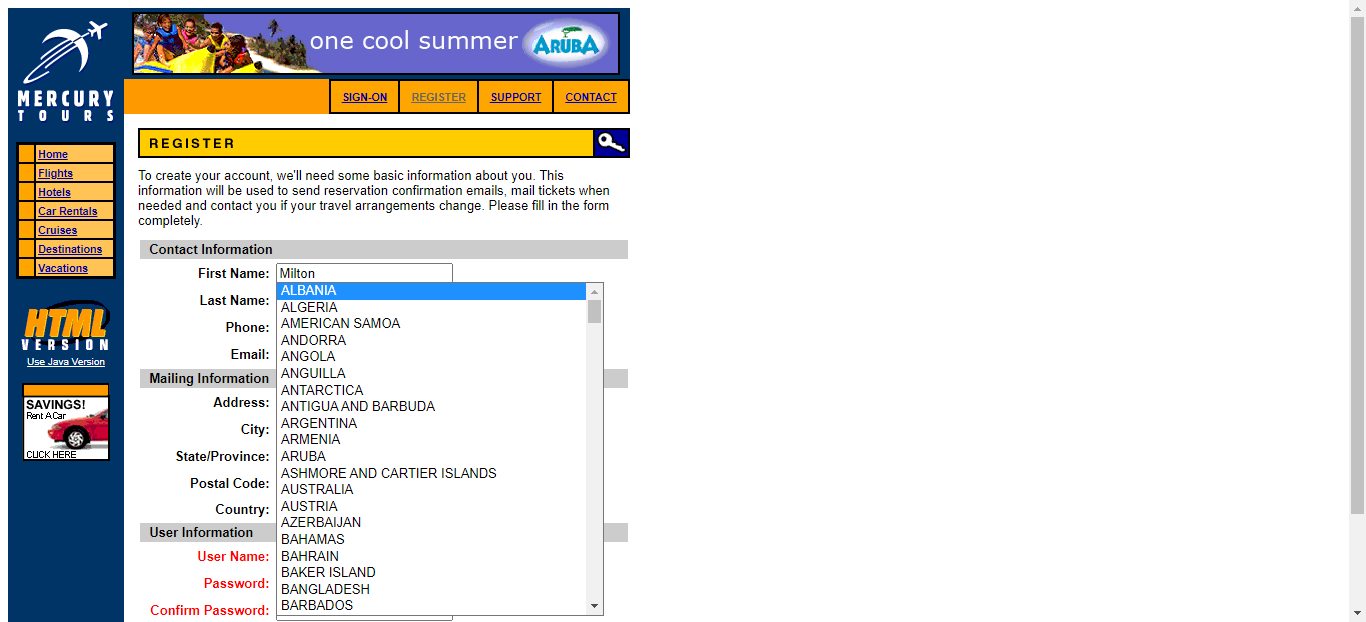 one cool summer ARUBA
MERCURY
TOURS
SIGN-ON REGISTER SUPPORT CONTACT
Home
Flights
Hotels
Car Rentals
Cruises
Destinations
Vacations
HTML
VERSION
Use Java Version
SAVINGS!
Rent A Car
CLICK HERE
REGISTER
To create your account, we'll need some basic information about you. This
information will be used to send reservation confirmation emails, mail tickets when
needed and contact you if your travel arrangements change. Please fill in the form
completely.
Contact Information
First Name: Milton
Last Name:
Phone:
Email:
Mailing Information
Address:
City:
State/Province:
Postal Code:
Country:
User Information
User Name:
Password:
Confirm Password:
ALBANIA
ALGERIA
AMERICAN SAMOA
ANDORRA
ANGOLA
ANGUILLA
ANTARCTICA
ANTIGUA AND BARBUDA
ARGENTINA
ARMENIA
ARUBA
ASHMORE AND CARTIER ISLANDS
AUSTRALIA
AUSTRIA
AZERBAIJAN
BAHAMAS
BAHRAIN
BAKER ISLAND
BANGLADESH
BARBADOS